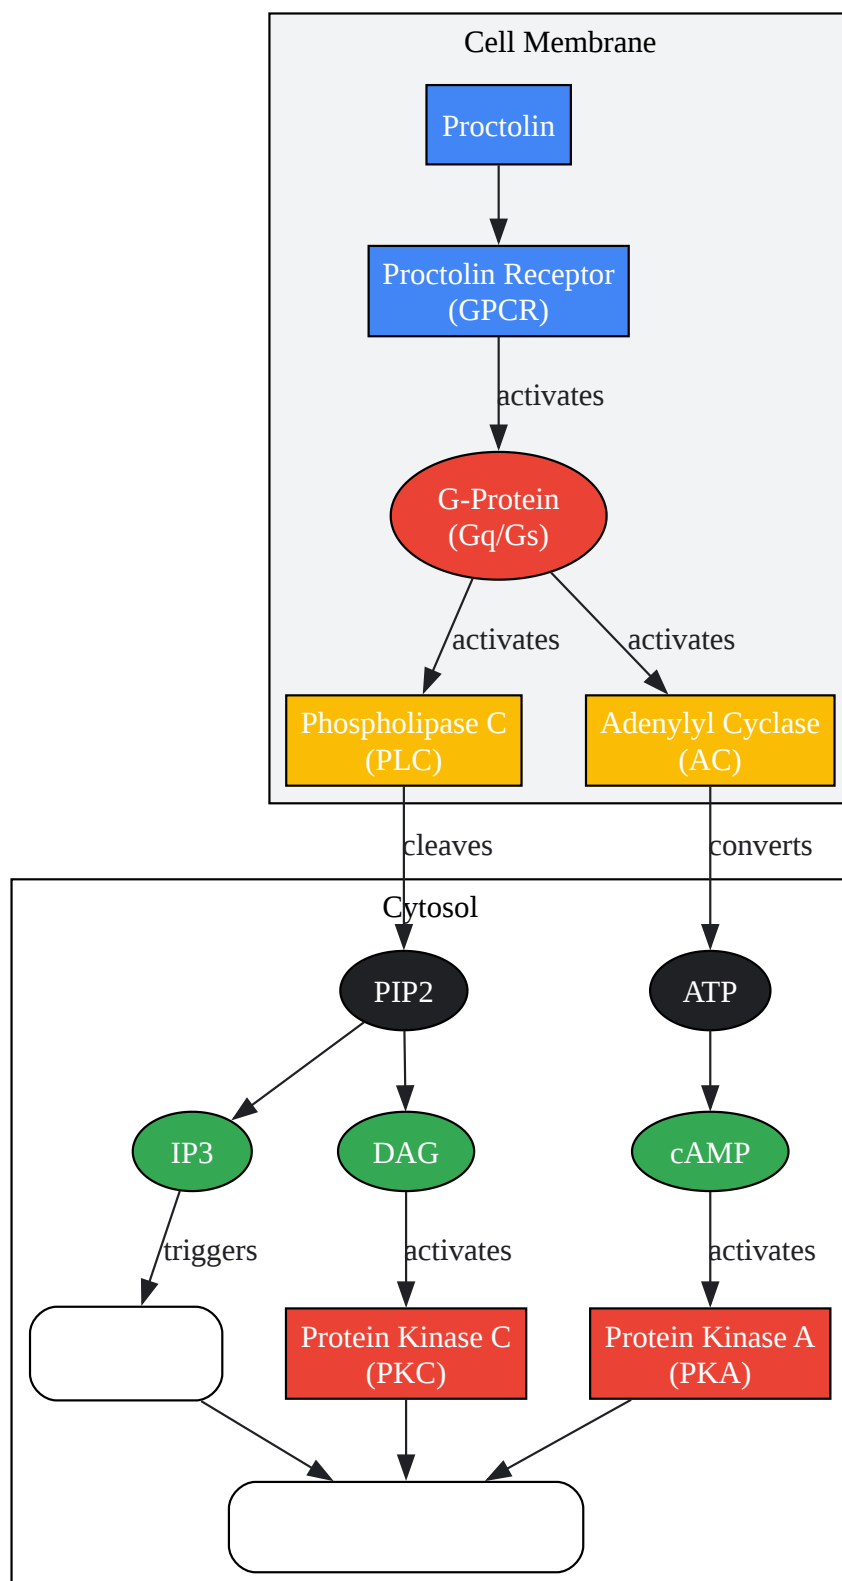 Cell Membrane
Proctolin
Proctolin Receptor
(GPCR)
activates
G-Protein
(Gq/Gs)
activates
activates
Phospholipase C
(PLC)
Adenylyl Cyclase
(AC)
cleaves
converts
Cytosol
PIP2
ATP
IP3
DAG
cAMP
triggers
activates
activates
Protein Kinase C
(PKC)
Protein Kinase A
(PKA)